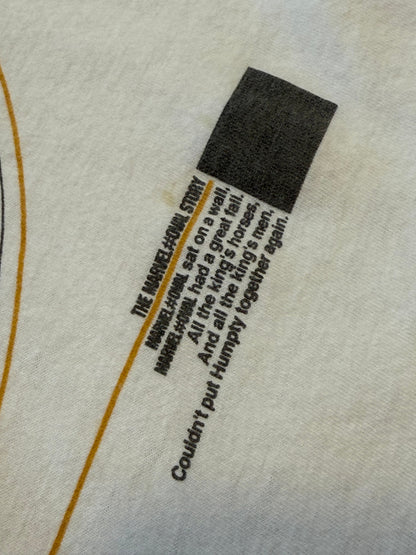 THE MARVEL#OVAL STORY
MARVEL#OVAL sat on a wall,
MARVEL#OVAL had a great fall.
All the king's horses,
And all the king's men.
Couldn't put Humpty together again.